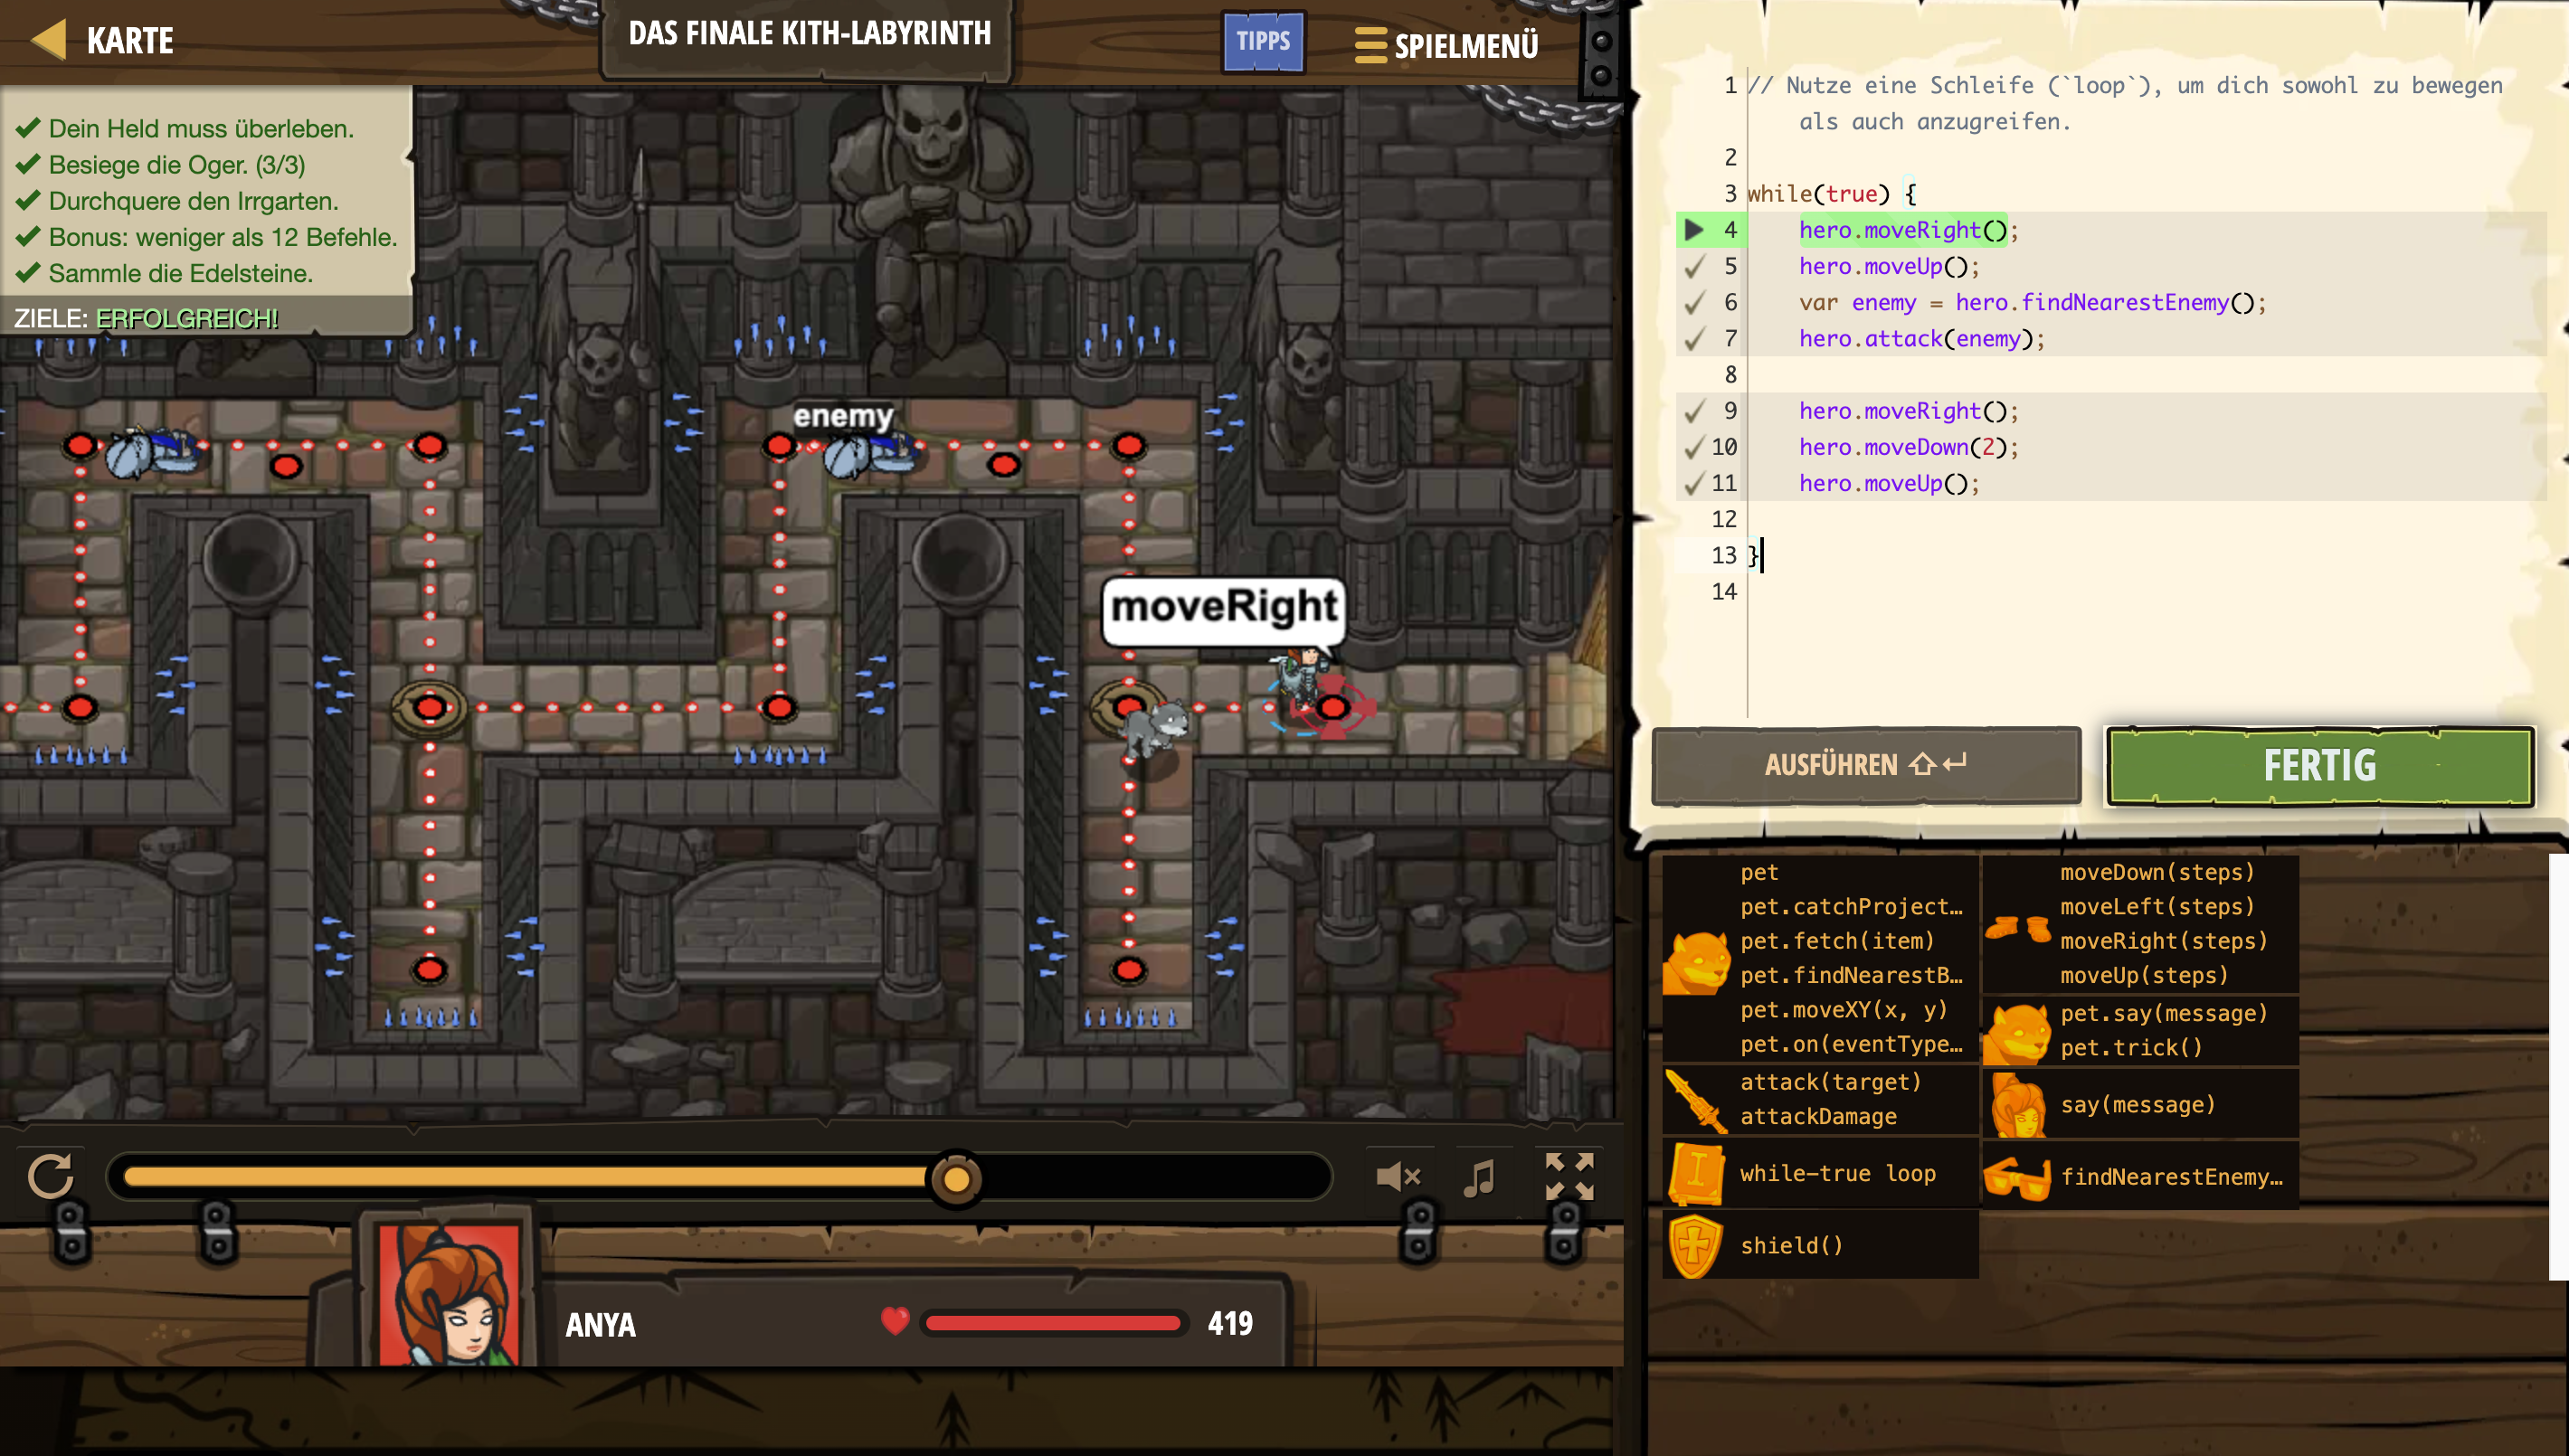 KARTE
DAS FINALE KITH-LABYRINTH
TIPPS
SPIELMENÜ
Dein Held muss überleben.
Besiege die Oger. (3/3)
Durchquere den Irrgarten.
Bonus: weniger als 12 Befehle.
Sammle die Edelsteine.
ZIELE: ERFOLGREICH!
enemy
moveRight
ANYA
419
1 // Nutze eine Schleife (`loop`), um dich sowohl zu bewegen
als auch anzugreifen.
2
3 while(true) {
4 hero.moveRight();
5 hero.moveUp();
6 var enemy = hero.findNearestEnemy();
7 hero.attack(enemy);
8
9 hero.moveRight();
10 hero.moveDown(2);
11 hero.moveUp();
12
13 }
14
AUSFÜHREN ⇧↵
FERTIG
pet
pet.catchProject…
pet.fetch(item)
pet.findNearestB…
pet.moveXY(x, y)
pet.on(eventType…
attack(target)
attackDamage
while-true loop
shield()
moveDown(steps)
moveLeft(steps)
moveRight(steps)
moveUp(steps)
pet.say(message)
pet.trick()
say(message)
findNearestEnemy…